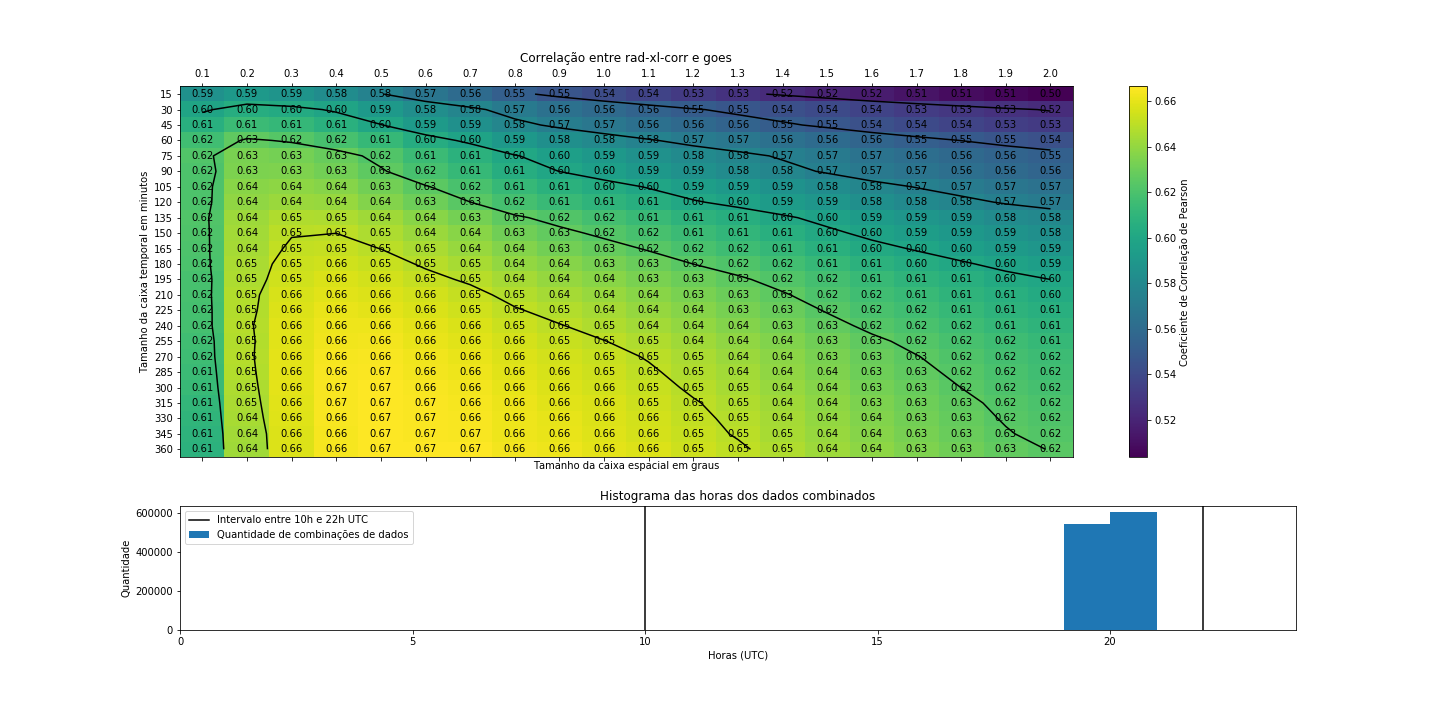 Correlação entre rad-xl-corr e goes
0.1 0.2 0.3 0.4 0.5 0.6 0.7 0.8 0.9 1.0 1.1 1.2 1.3 1.4 1.5 1.6 1.7 1.8 1.9 2.0
15 0.59 0.59 0.59 0.58 0.58 0.57 0.56 0.56 0.55 0.54 0.54 0.53 0.53 0.52 0.52 0.52 0.51 0.51 0.51 0.50
30 0.60 0.60 0.60 0.60 0.59 0.58 0.58 0.57 0.56 0.56 0.56 0.55 0.55 0.54 0.54 0.53 0.53 0.53 0.53 0.52
45 0.61 0.61 0.61 0.61 0.60 0.59 0.59 0.58 0.57 0.57 0.56 0.56 0.56 0.55 0.55 0.54 0.54 0.54 0.53 0.53
60 0.62 0.63 0.62 0.62 0.61 0.60 0.60 0.59 0.58 0.58 0.58 0.57 0.57 0.56 0.56 0.56 0.55 0.55 0.54 0.54
75 0.62 0.63 0.63 0.63 0.62 0.61 0.61 0.60 0.60 0.59 0.59 0.58 0.58 0.57 0.57 0.57 0.56 0.56 0.56 0.55
90 0.62 0.63 0.63 0.63 0.63 0.62 0.61 0.61 0.60 0.60 0.59 0.59 0.58 0.58 0.57 0.57 0.57 0.56 0.56 0.56
105 0.62 0.64 0.64 0.64 0.63 0.63 0.62 0.61 0.61 0.60 0.60 0.59 0.59 0.59 0.58 0.58 0.57 0.57 0.57 0.57
120 0.62 0.64 0.64 0.64 0.64 0.63 0.63 0.62 0.61 0.61 0.61 0.60 0.60 0.59 0.59 0.58 0.58 0.58 0.57 0.57
135 0.62 0.64 0.65 0.65 0.64 0.64 0.63 0.63 0.62 0.62 0.61 0.61 0.61 0.60 0.60 0.59 0.59 0.59 0.58 0.58
150 0.62 0.64 0.65 0.65 0.65 0.64 0.64 0.63 0.63 0.62 0.62 0.61 0.61 0.61 0.60 0.60 0.59 0.59 0.59 0.58
165 0.62 0.64 0.65 0.65 0.65 0.65 0.64 0.64 0.63 0.63 0.62 0.62 0.62 0.61 0.61 0.60 0.60 0.60 0.59 0.59
180 0.62 0.65 0.65 0.66 0.65 0.65 0.65 0.64 0.64 0.63 0.63 0.62 0.62 0.62 0.61 0.61 0.60 0.60 0.60 0.59
195 0.62 0.65 0.66 0.66 0.66 0.65 0.65 0.64 0.64 0.64 0.63 0.63 0.63 0.62 0.62 0.61 0.61 0.61 0.60 0.60
210 0.62 0.65 0.66 0.66 0.66 0.66 0.65 0.65 0.64 0.64 0.64 0.63 0.63 0.63 0.62 0.62 0.61 0.61 0.61 0.60
225 0.62 0.65 0.66 0.66 0.66 0.66 0.66 0.65 0.65 0.64 0.64 0.64 0.63 0.63 0.62 0.62 0.62 0.61 0.61 0.61
240 0.62 0.65 0.66 0.66 0.66 0.66 0.66 0.65 0.65 0.65 0.64 0.64 0.63 0.63 0.63 0.62 0.62 0.62 0.61 0.61
255 0.62 0.65 0.66 0.66 0.66 0.66 0.66 0.66 0.65 0.65 0.65 0.64 0.64 0.64 0.63 0.63 0.62 0.62 0.62 0.61
270 0.62 0.65 0.66 0.66 0.66 0.66 0.66 0.66 0.66 0.65 0.65 0.65 0.64 0.64 0.63 0.63 0.63 0.62 0.62 0.62
285 0.61 0.65 0.66 0.66 0.67 0.66 0.66 0.66 0.66 0.66 0.65 0.65 0.64 0.64 0.64 0.63 0.63 0.62 0.62 0.62
300 0.61 0.65 0.66 0.67 0.67 0.66 0.66 0.66 0.66 0.66 0.65 0.65 0.65 0.64 0.64 0.63 0.63 0.62 0.62 0.62
315 0.61 0.65 0.66 0.67 0.67 0.67 0.66 0.66 0.66 0.66 0.65 0.65 0.65 0.64 0.64 0.64 0.63 0.63 0.62 0.62
330 0.61 0.64 0.66 0.66 0.67 0.67 0.66 0.66 0.66 0.66 0.66 0.65 0.65 0.64 0.64 0.63 0.63 0.63 0.62 0.62
345 0.61 0.64 0.66 0.66 0.67 0.67 0.67 0.66 0.66 0.66 0.66 0.65 0.65 0.65 0.64 0.64 0.63 0.63 0.63 0.62
360 0.61 0.64 0.66 0.66 0.67 0.67 0.67 0.66 0.66 0.66 0.66 0.65 0.65 0.65 0.64 0.64 0.63 0.63 0.63 0.62
Tamanho da caixa temporal em minutos
Tamanho da caixa espacial em graus
0.66
0.64
0.62
0.60
0.58
0.56
0.54
0.52
Coeficiente de Correlação de Pearson
Histograma das horas dos dados combinados
Intervalo entre 10h e 22h UTC
Quantidade de combinações de dados
600000
400000
200000
0
Quantidade
0 5 10 15 20
Horas (UTC)